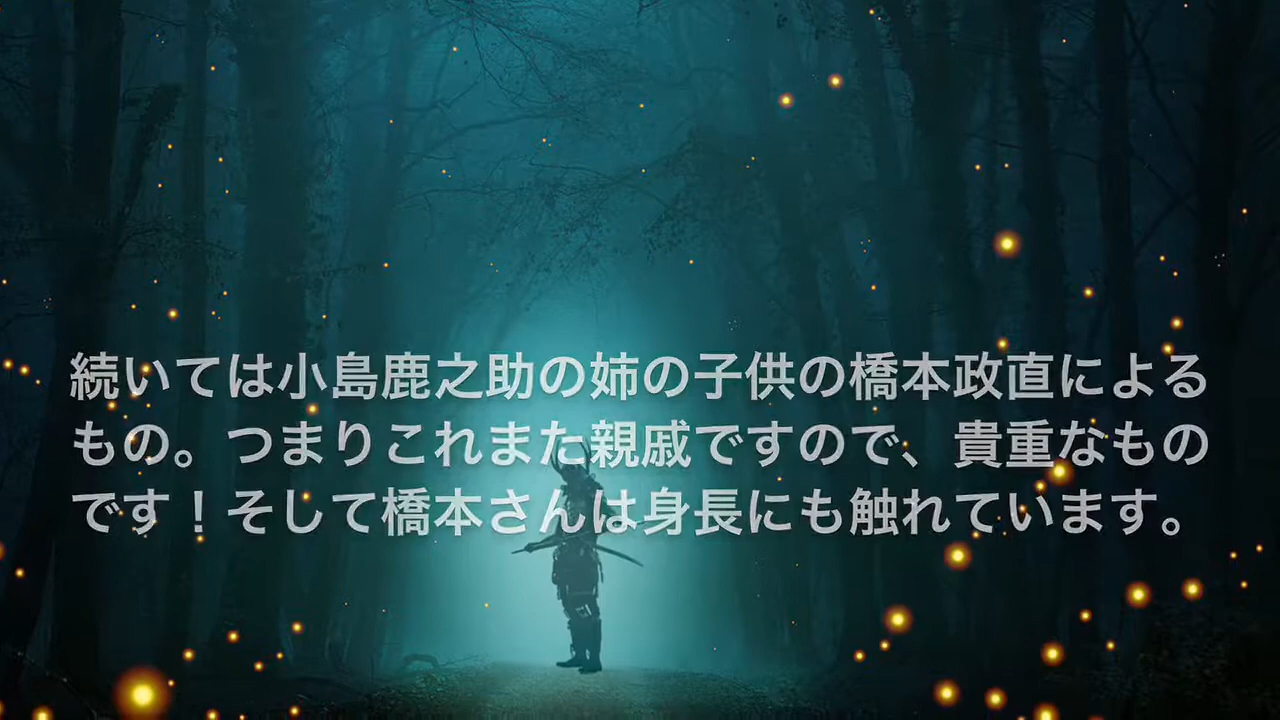 続いては小島鹿之助の姉の子供の橋本政直による
もの。つまりこれまた親戚ですので、貴重なもの
です！そして橋本さんは身長にも触れています。